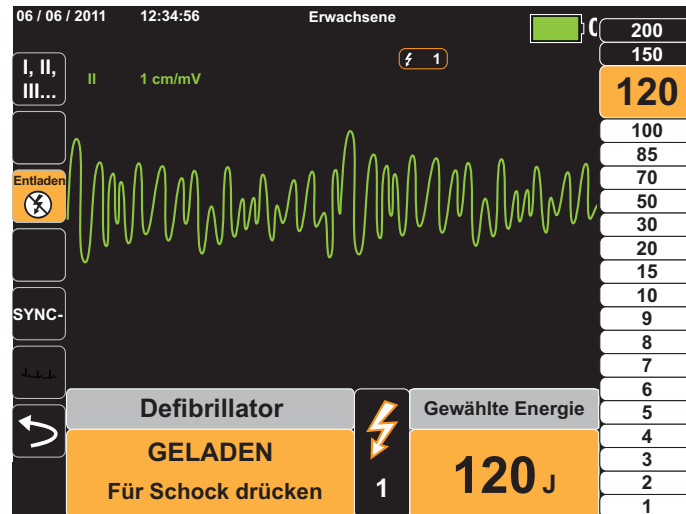 06 / 06 / 2011 12:34:56 Erwachsene
1
I, II,
III...
II 1 cm/mV
Entladen
SYNC-
Defibrillator
GELADEN
Für Schock drücken
1
Gewählte Energie
120 J
200
150
120
100
85
70
50
30
20
15
10
9
8
7
6
5
4
3
2
1